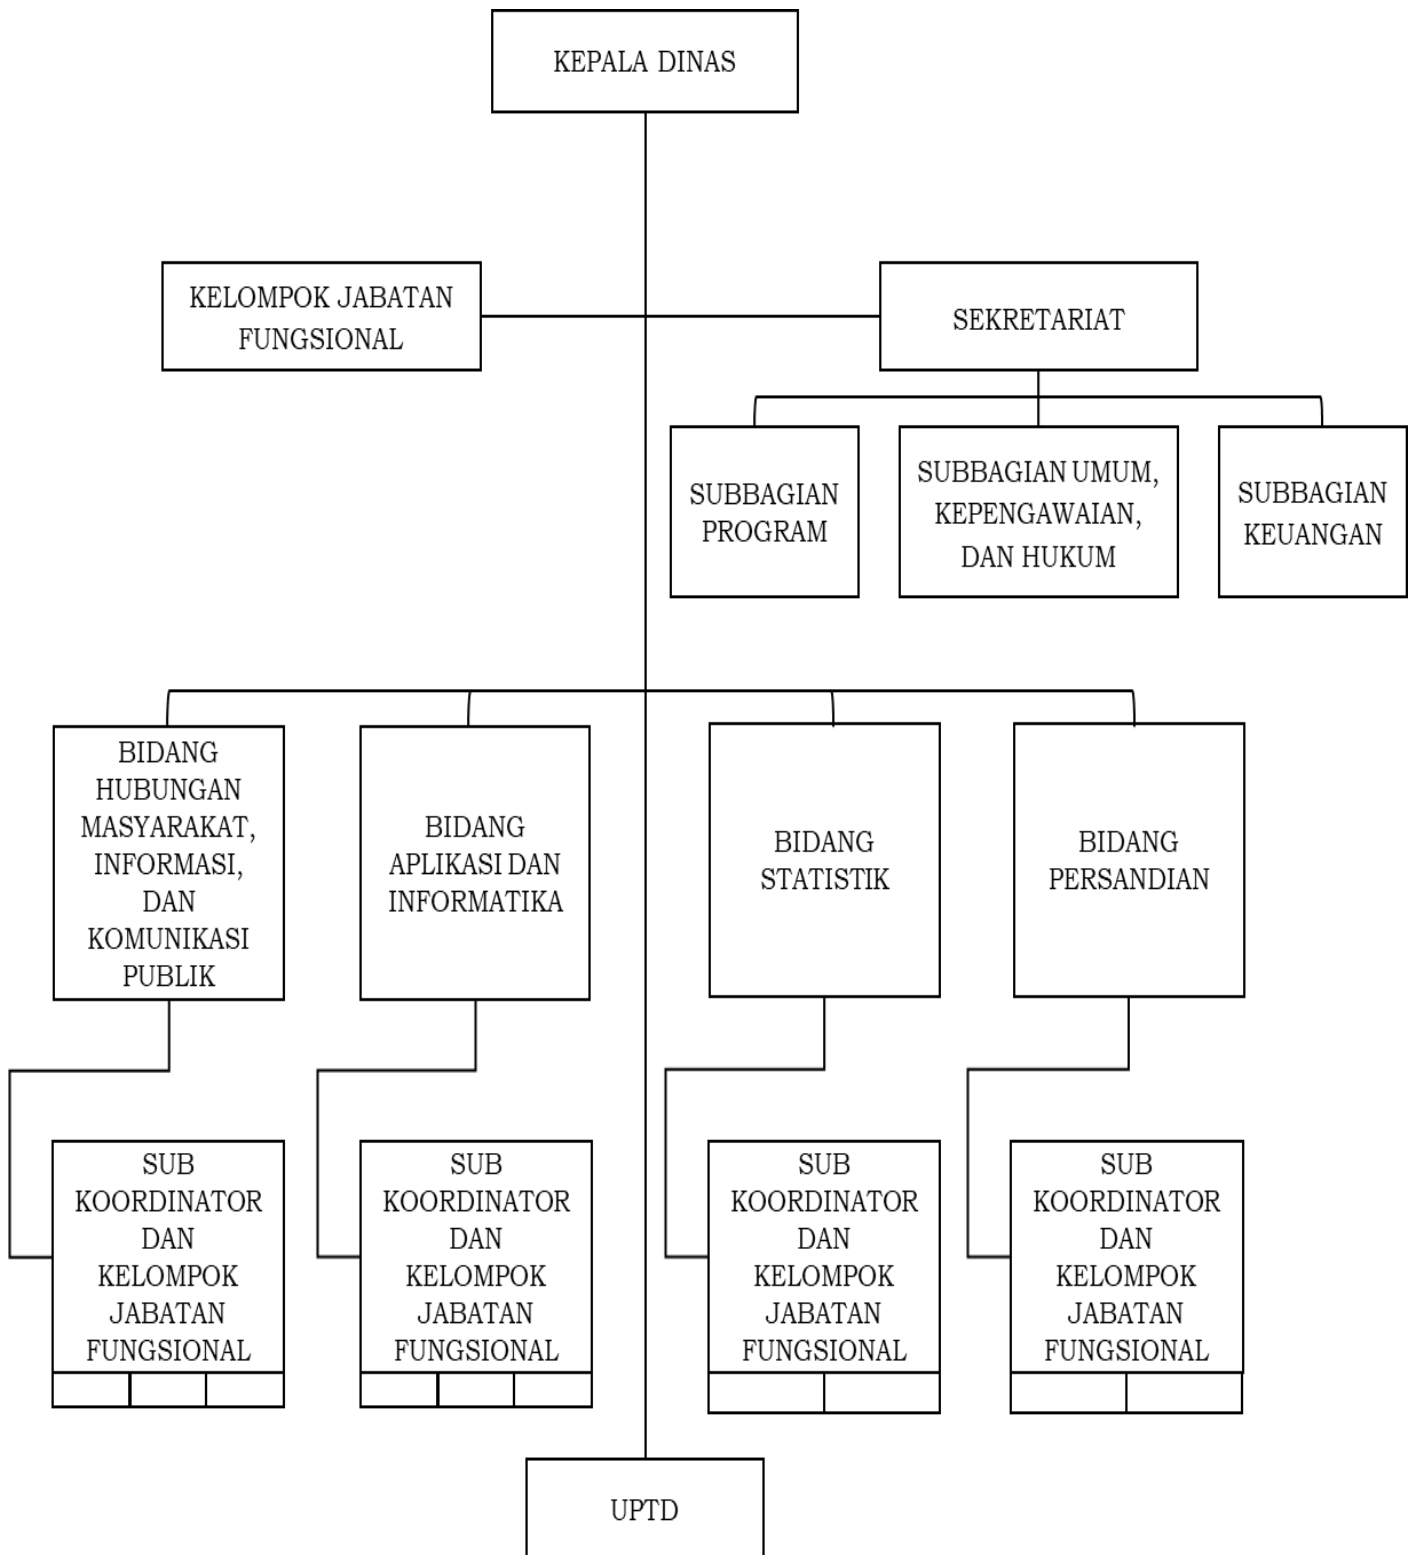 KEPALA DINAS
KELOMPOK JABATAN
FUNGSIONAL
SEKRETARIAT
SUBBAGIAN
PROGRAM
SUBBAGIAN UMUM,
KEPENGAWAIAN,
DAN HUKUM
SUBBAGIAN
KEUANGAN
BIDANG
HUBUNGAN
MASYARAKAT,
INFORMASI,
DAN
KOMUNIKASI
PUBLIK
BIDANG
APLIKASI DAN
INFORMATIKA
BIDANG
STATISTIK
BIDANG
PERSANDIAN
SUB
KOORDINATOR
DAN
KELOMPOK
JABATAN
FUNGSIONAL
SUB
KOORDINATOR
DAN
KELOMPOK
JABATAN
FUNGSIONAL
SUB
KOORDINATOR
DAN
KELOMPOK
JABATAN
FUNGSIONAL
SUB
KOORDINATOR
DAN
KELOMPOK
JABATAN
FUNGSIONAL
UPTD